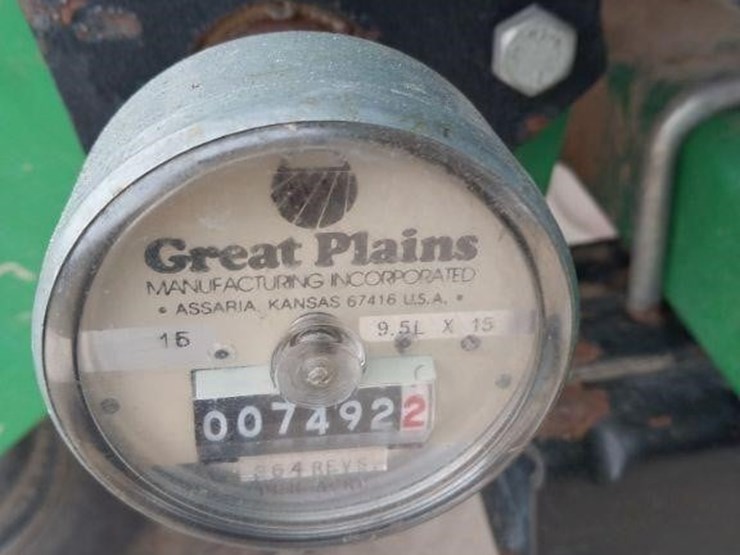 Great Plains
MANUFACTURING INCORPORATED
• ASSARIA, KANSAS 67416 U.S.A. •
15 9.5L X 15
0074922
864 REVS.